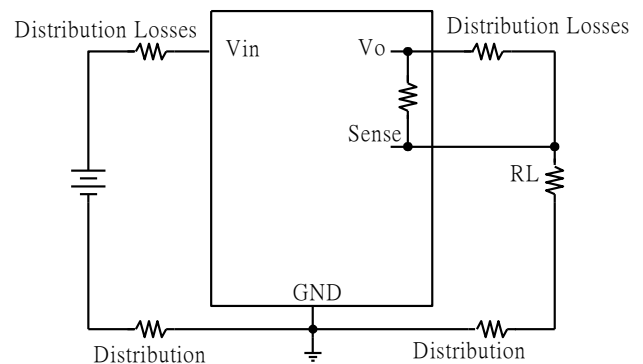 Distribution Losses
Distribution Losses
Vin
Vo
Sense
RL
GND
Distribution
Distribution